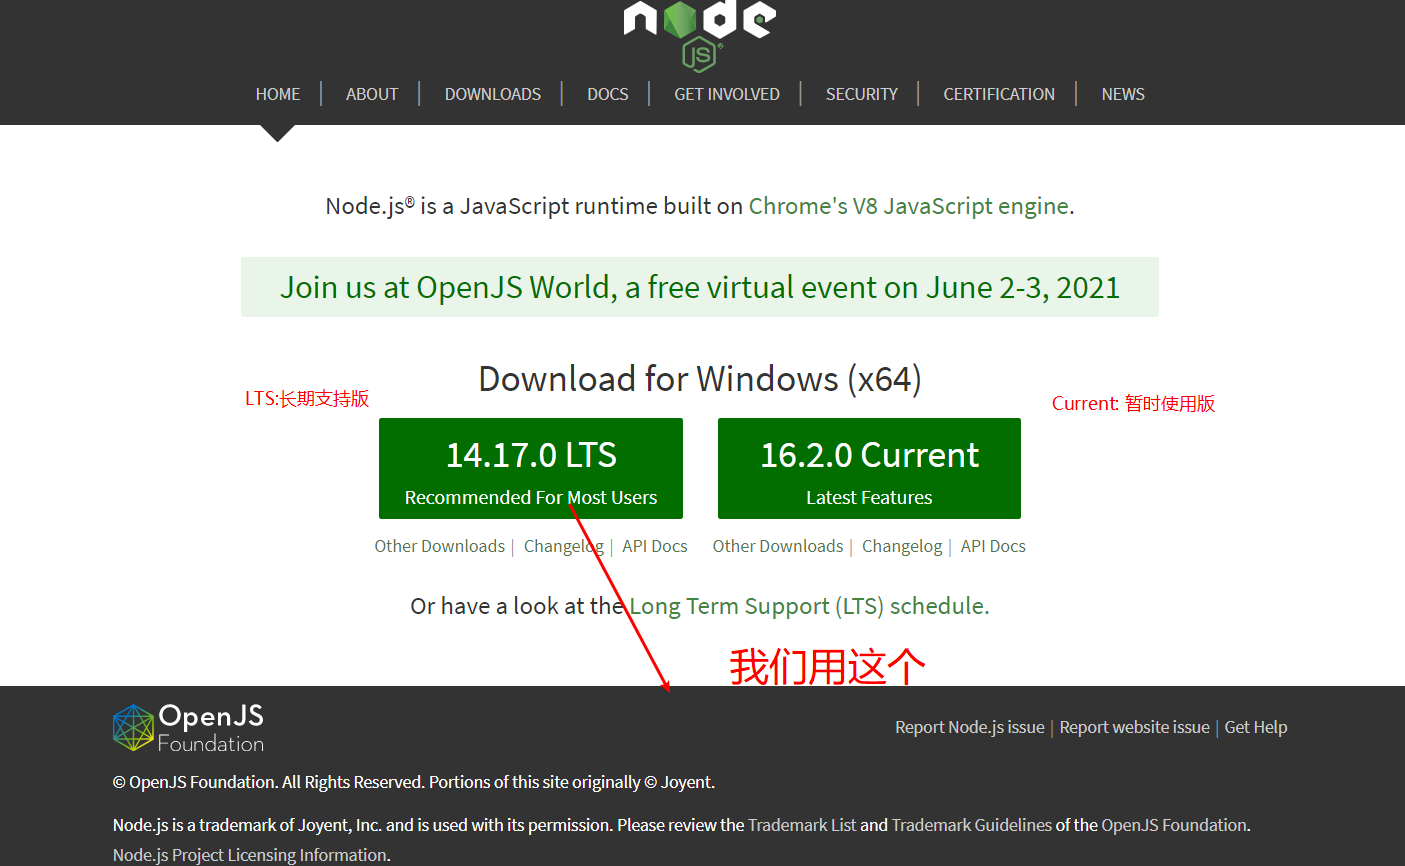 node
JS®
HOME | ABOUT | DOWNLOADS | DOCS | GET INVOLVED | SECURITY | CERTIFICATION | NEWS
Node.js® is a JavaScript runtime built on Chrome's V8 JavaScript engine.
Join us at OpenJS World, a free virtual event on June 2-3, 2021
Download for Windows (x64)
LTS:长期支持版
Current: 暂时使用版
14.17.0 LTS
Recommended For Most Users
16.2.0 Current
Latest Features
Other Downloads | Changelog | API Docs
Other Downloads | Changelog | API Docs
Or have a look at the Long Term Support (LTS) schedule.
我们用这个
OpenJS
Foundation
Report Node.js issue | Report website issue | Get Help
© OpenJS Foundation. All Rights Reserved. Portions of this site originally © Joyent.
Node.js is a trademark of Joyent, Inc. and is used with its permission. Please review the Trademark List and Trademark Guidelines of the OpenJS Foundation.
Node.js Project Licensing Information.